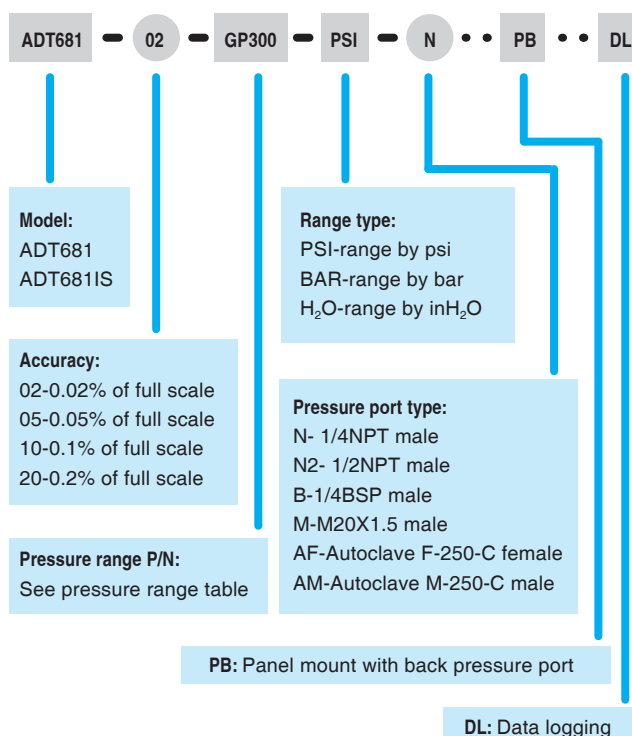 ADT681 - 02 - GP300 - PSI - N • • PB • • DL
Model:
ADT681
ADT681IS
Range type:
PSI-range by psi
BAR-range by bar
H₂O-range by inH₂O
Accuracy:
02-0.02% of full scale
05-0.05% of full scale
10-0.1% of full scale
20-0.2% of full scale
Pressure port type:
N- 1/4NPT male
N2- 1/2NPT male
B-1/4BSP male
M-M20X1.5 male
AF-Autoclave F-250-C female
AM-Autoclave M-250-C male
Pressure range P/N:
See pressure range table
PB: Panel mount with back pressure port
DL: Data logging